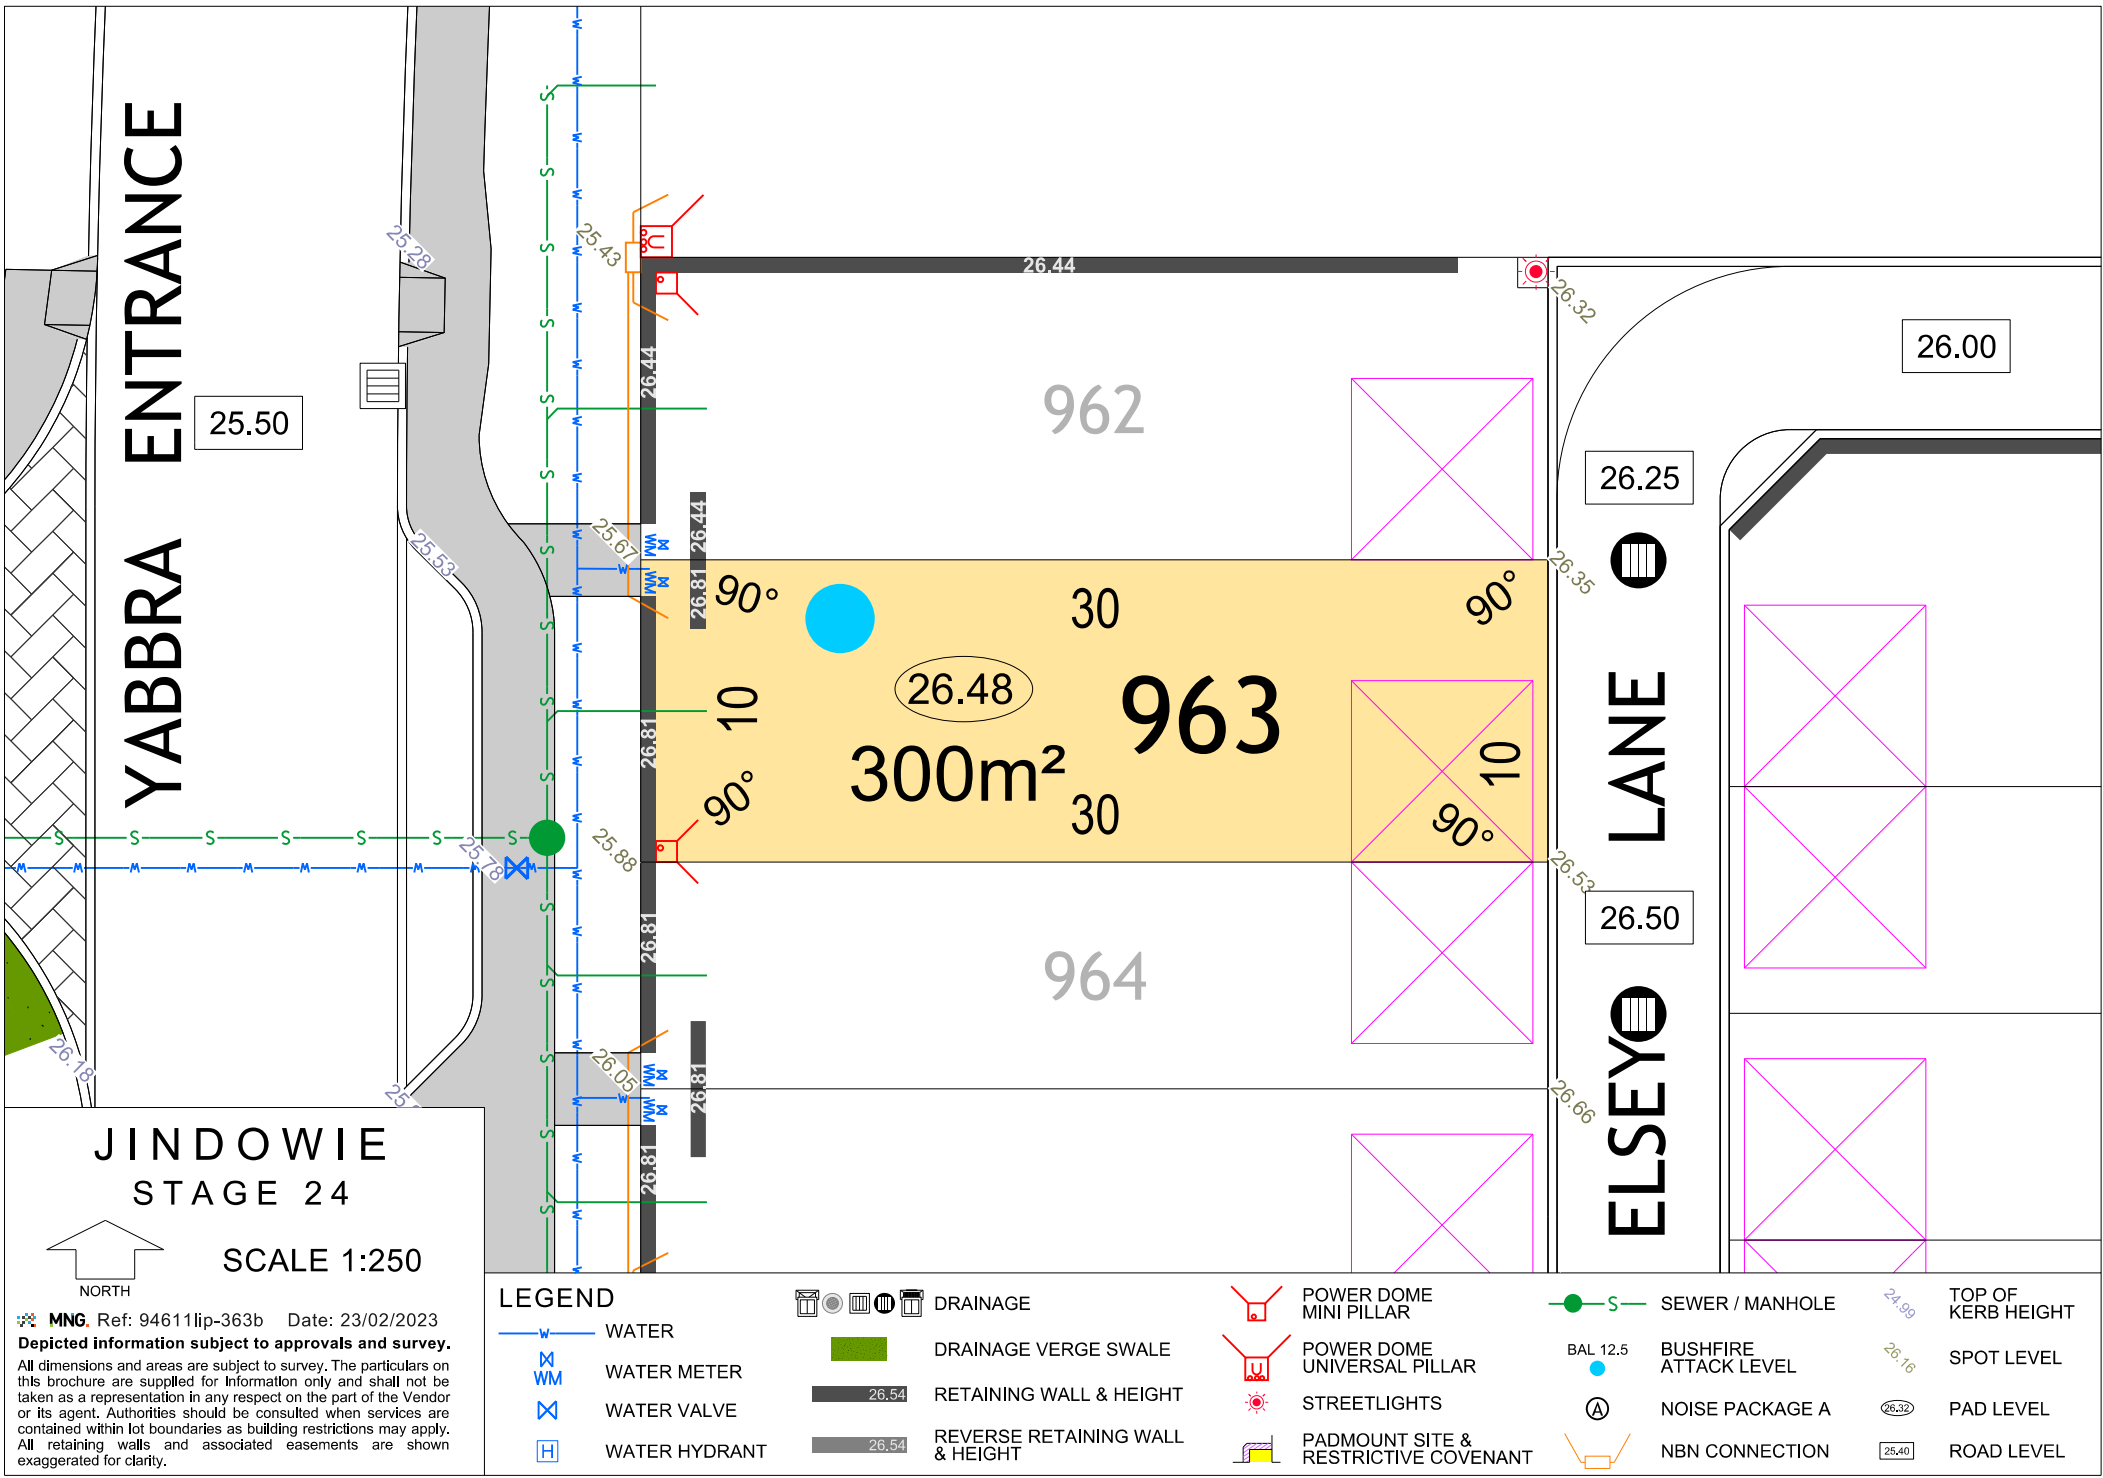 YABBRA ENTRANCE
25.50
25.28
25.43
25.53
25.67
25.78
25.88
26.05
26.18
26.44
26.44
26.44
26.81
26.81
26.81
26.81
26.81
962
90°
30
90°
10
26.48
963
300m²
10
90°
30
90°
964
26.32
26.35
26.53
26.66
26.00
26.25
26.50
ELSEY LANE
S
W
WM
WM
WM
WM
U
JINDOWIE
STAGE 24
NORTH
SCALE 1:250
MNG. Ref: 94611lip-363b Date: 23/02/2023
Depicted information subject to approvals and survey.
All dimensions and areas are subject to survey. The particulars on
this brochure are supplied for information only and shall not be
taken as a representation in any respect on the part of the Vendor
or its agent. Authorities should be consulted when services are
contained within lot boundaries as building restrictions may apply.
All retaining walls and associated easements are shown
exaggerated for clarity.
LEGEND
W WATER
WM WATER METER
WATER VALVE
H WATER HYDRANT
DRAINAGE
DRAINAGE VERGE SWALE
26.54 RETAINING WALL & HEIGHT
26.54 REVERSE RETAINING WALL
& HEIGHT
POWER DOME
MINI PILLAR
U POWER DOME
UNIVERSAL PILLAR
STREETLIGHTS
PADMOUNT SITE &
RESTRICTIVE COVENANT
S SEWER / MANHOLE
BAL 12.5 BUSHFIRE
ATTACK LEVEL
A NOISE PACKAGE A
NBN CONNECTION
24.99 TOP OF
KERB HEIGHT
26.16 SPOT LEVEL
26.32 PAD LEVEL
25.40 ROAD LEVEL